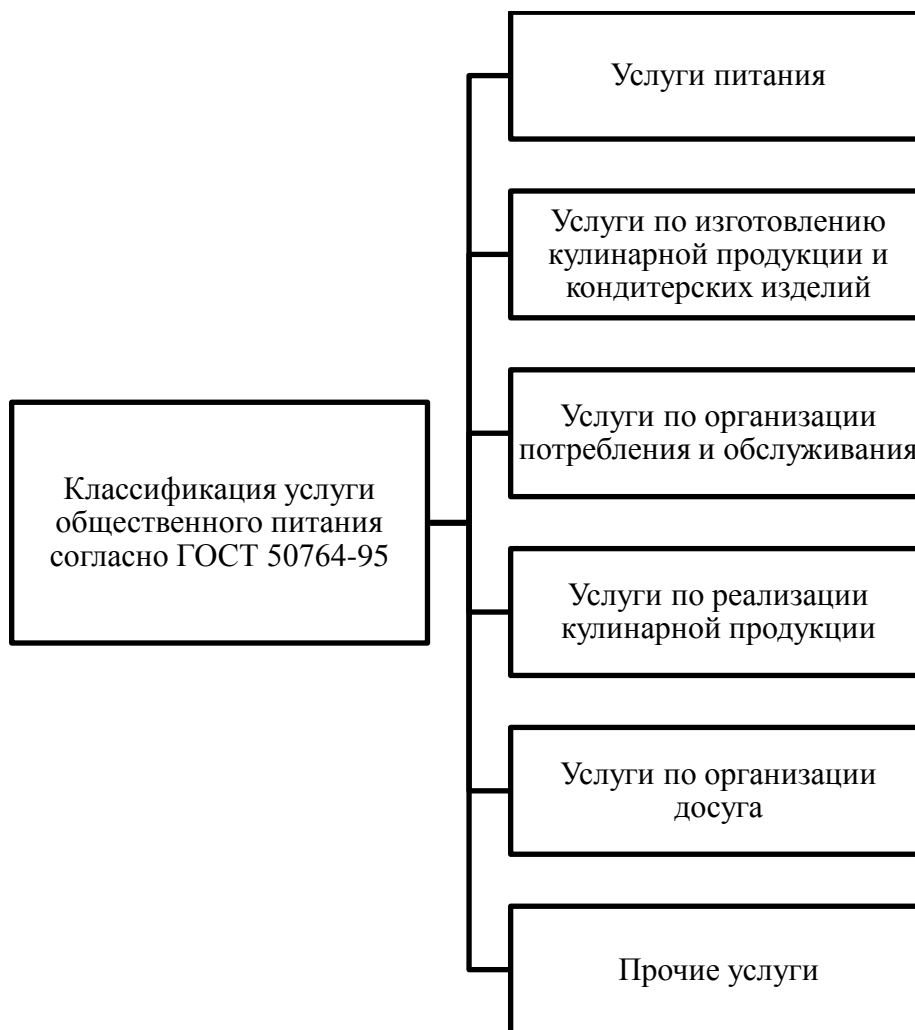 Классификация услуги
общественного питания
согласно ГОСТ 50764-95
Услуги питания
Услуги по изготовлению
кулинарной продукции и
кондитерских изделий
Услуги по организации
потребления и обслуживания
Услуги по реализации
кулинарной продукции
Услуги по организации
досуга
Прочие услуги